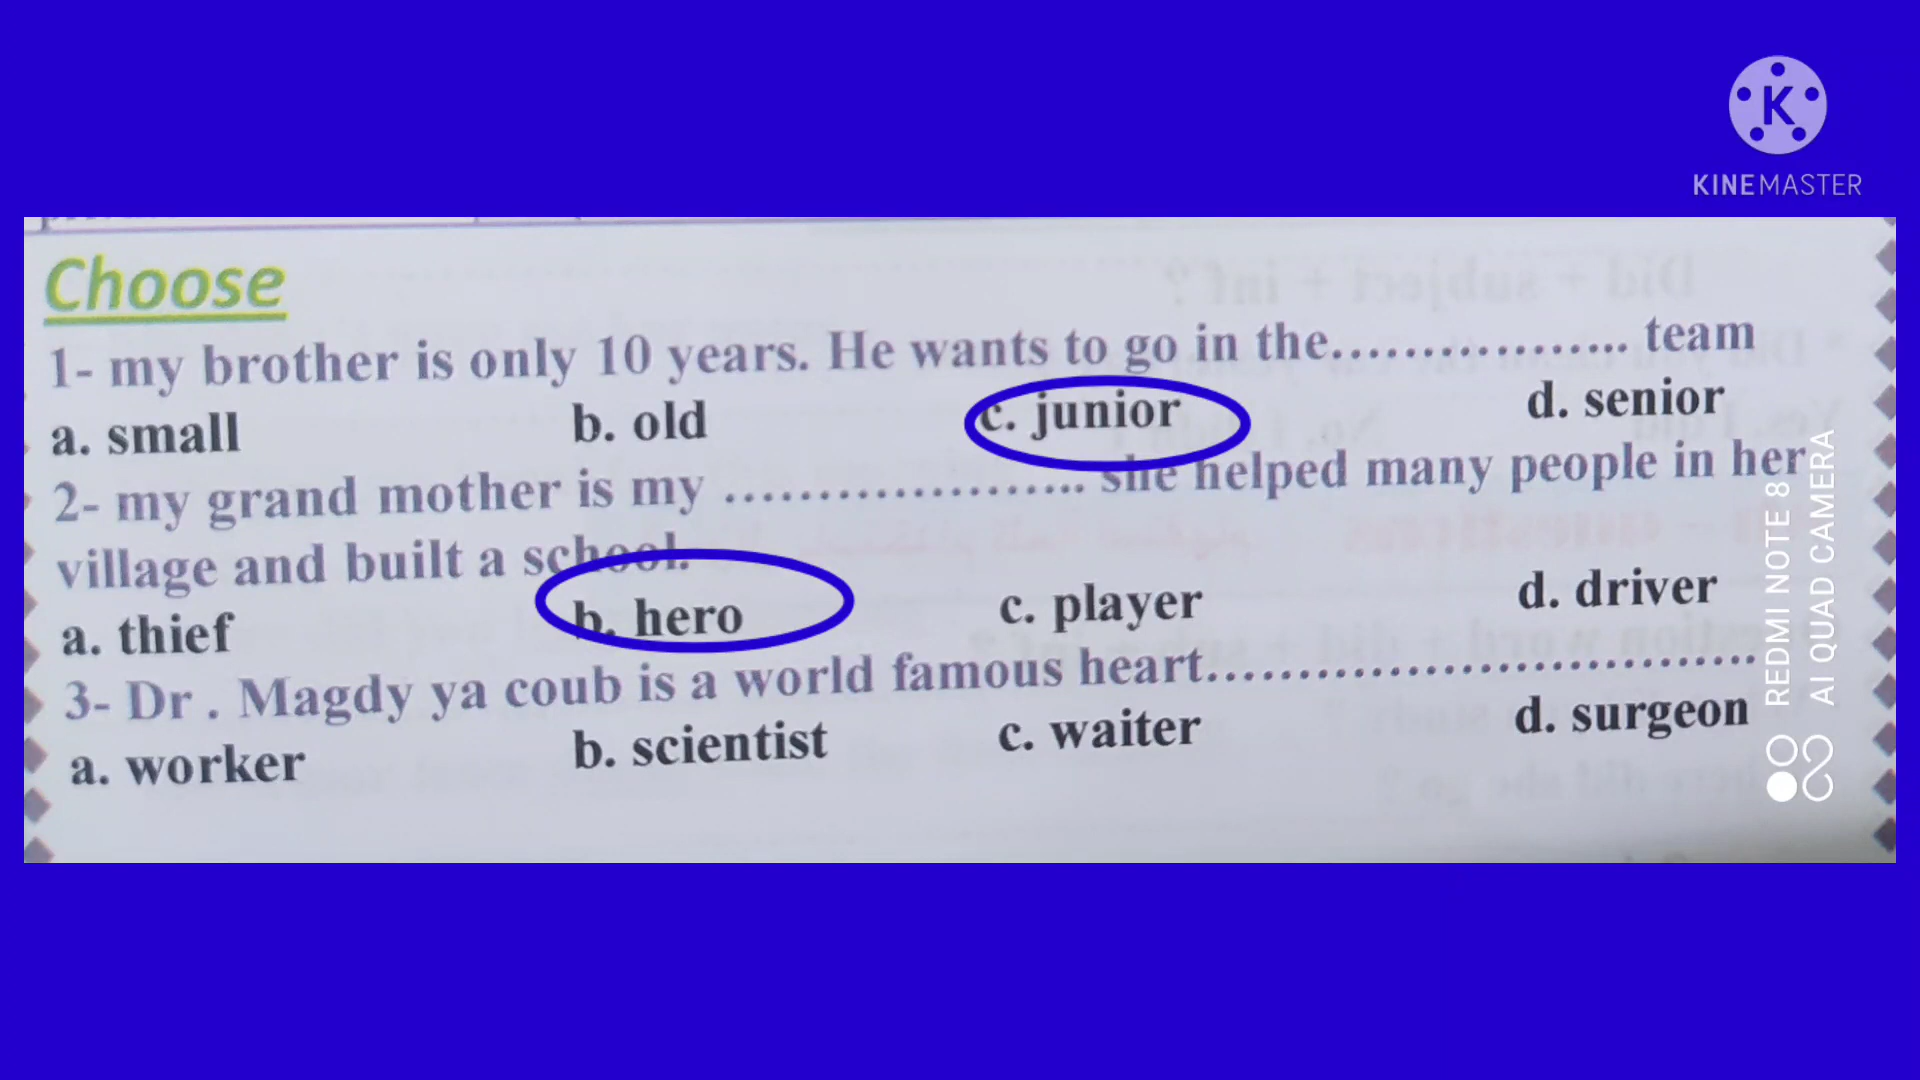 KINEMASTER
Choose
1- my brother is only 10 years. He wants to go in the................. team
a. small b. old c. junior d. senior
2- my grand mother is my .................... she helped many people in her
village and built a school.
a. thief b. hero c. player d. driver
3- Dr . Magdy ya coub is a world famous heart..............................
a. worker b. scientist c. waiter d. surgeon
REDMI NOTE 8
AI QUAD CAMERA